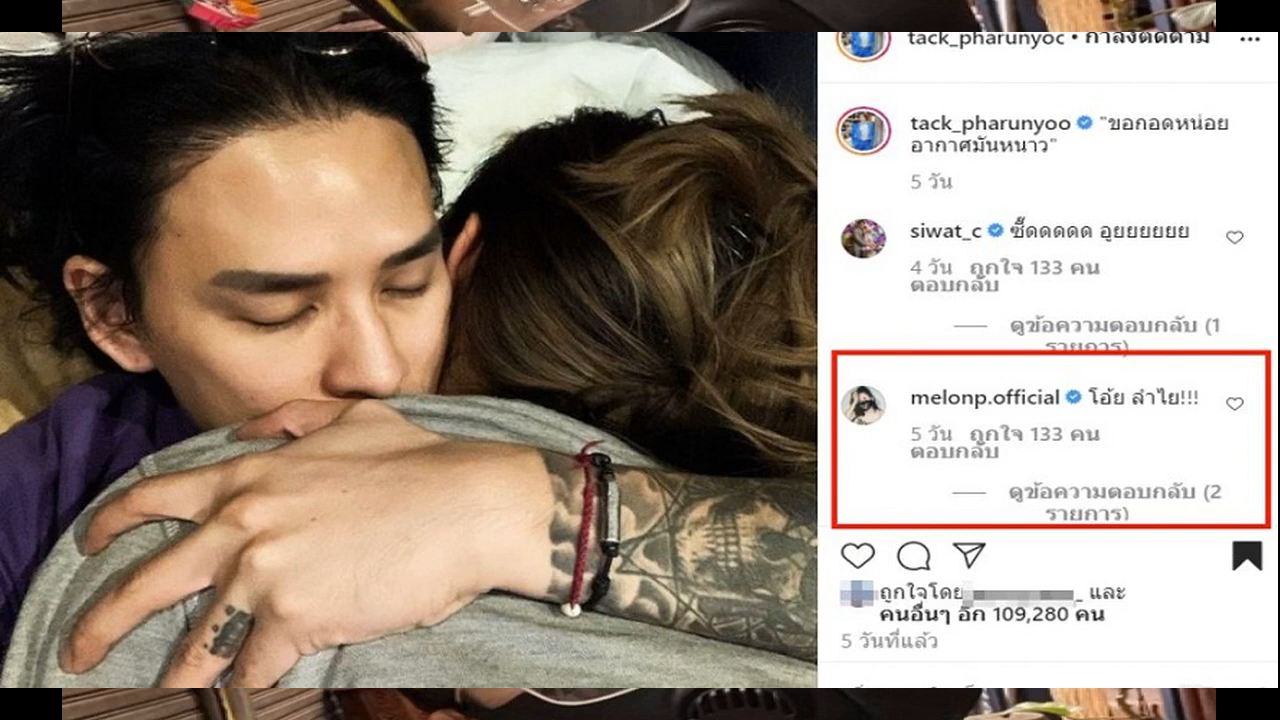 tack_pharunyoc • กำลังติดตาม
tack_pharunyoo "ขอกอดหน่อย
อากาศมันหนาว"
5 วัน
siwat_c ซี๊ดดดดด อูยยยยยย
4 วัน ถูกใจ 133 คน
ตอบกลับ
ดูข้อความตอบกลับ (1
รายการ)
melonp.official โอ้ย ลำไย!!!
5 วัน ถูกใจ 133 คน
ตอบกลับ
ดูข้อความตอบกลับ (2
รายการ)
ถูกใจโดย และ
คนอื่นๆ อีก 109,280 คน
5 วันที่แล้ว